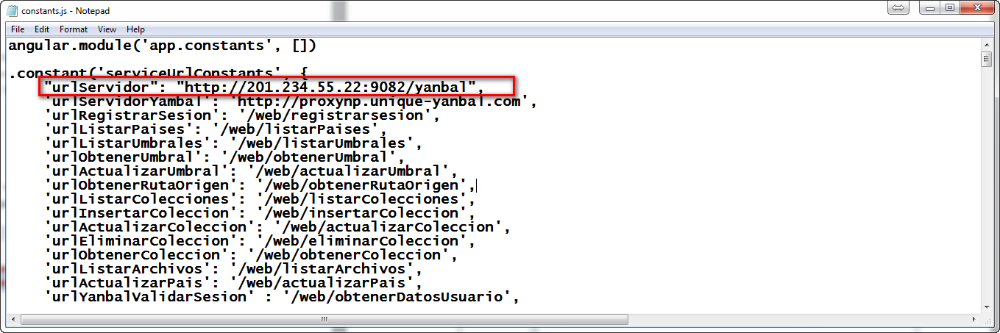 constants.js - Notepad
File Edit Format View Help
angular.module('app.constants', [])
.constant('serviceUrlConstants', {
"urlServidor": "http://201.234.55.22:9082/yanbal",
'urlServidorYambal': 'http://proxynp.unique-yanbal.com',
'urlRegistrarSesion': '/web/registrarsesion',
'urlListarPaises': '/web/listarPaises',
'urlListarUmbrales': '/web/listarUmbrales',
'urlObtenerUmbral': '/web/obtenerUmbral',
'urlActualizarUmbral': '/web/actualizarUmbral',
'urlObtenerRutaOrigen': '/web/obtenerRutaOrigen',
'urlListarColecciones': '/web/listarColecciones',
'urlInsertarColeccion': '/web/insertarColeccion',
'urlActualizarColeccion' : '/web/actualizarColeccion',
'urlEliminarColeccion': '/web/eliminarColeccion',
'urlObtenerColeccion': '/web/obtenerColeccion',
'urlListarArchivos': '/web/listarArchivos',
'urlActualizarPais': '/web/actualizarPais',
'urlYanbalValidarSesion' : '/web/obtenerDatosUsuario',